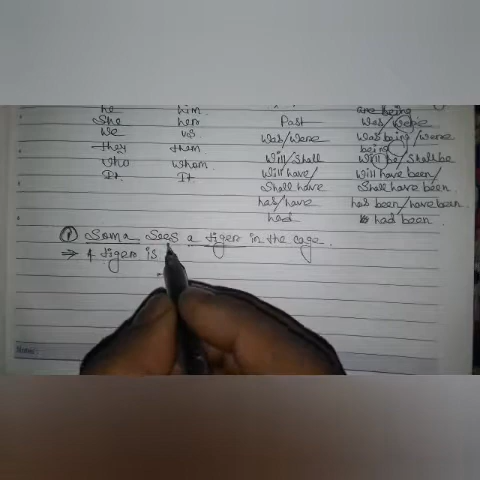 he him are being
She her Past was/were
we us was/were was being/were
they them will/shall being
who whom will be/shall be
It It will have/ will have been/
shall have shall have been
has/have has been/have been
had had been
① Soma sees a tiger in the cage.
⇒ A tiger is
Notes: